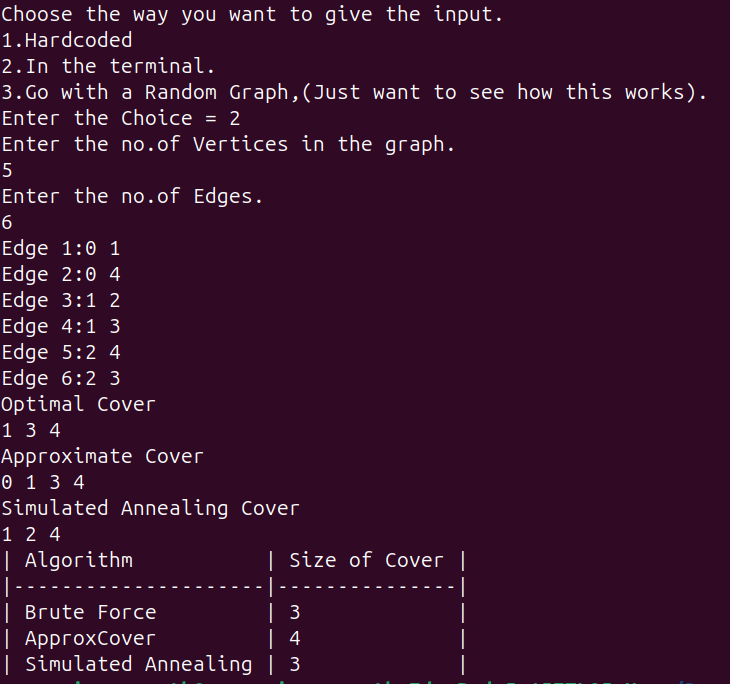 Choose the way you want to give the input.
1.Hardcoded
2.In the terminal.
3.Go with a Random Graph,(Just want to see how this works).
Enter the Choice = 2
Enter the no.of Vertices in the graph.
5
Enter the no.of Edges.
6
Edge 1:0 1
Edge 2:0 4
Edge 3:1 2
Edge 4:1 3
Edge 5:2 4
Edge 6:2 3
Optimal Cover
1 3 4
Approximate Cover
0 1 3 4
Simulated Annealing Cover
1 2 4
| Algorithm           | Size of Cover |
|---------------------|---------------|
| Brute Force         | 3             |
| ApproxCover         | 4             |
| Simulated Annealing | 3             |